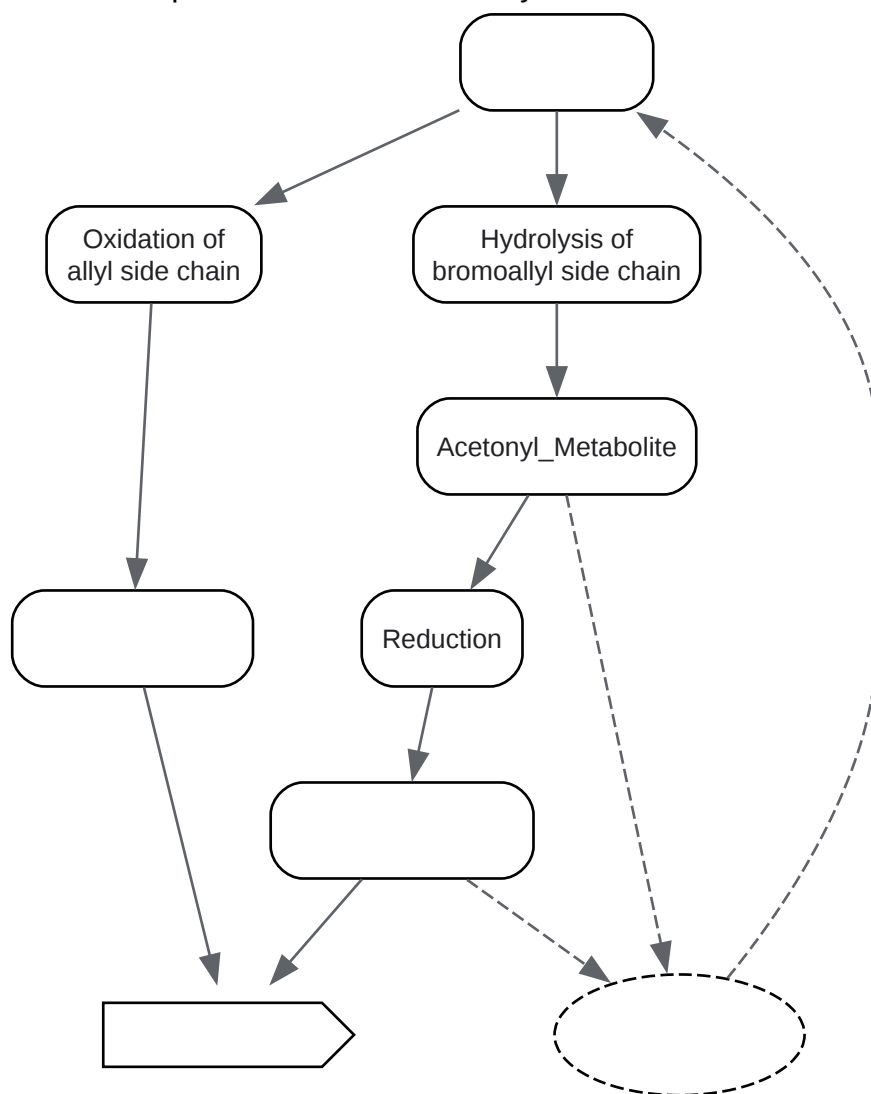 Oxidation of
allyl side chain
Hydrolysis of
bromoallyl side chain
Acetonyl_Metabolite
Reduction